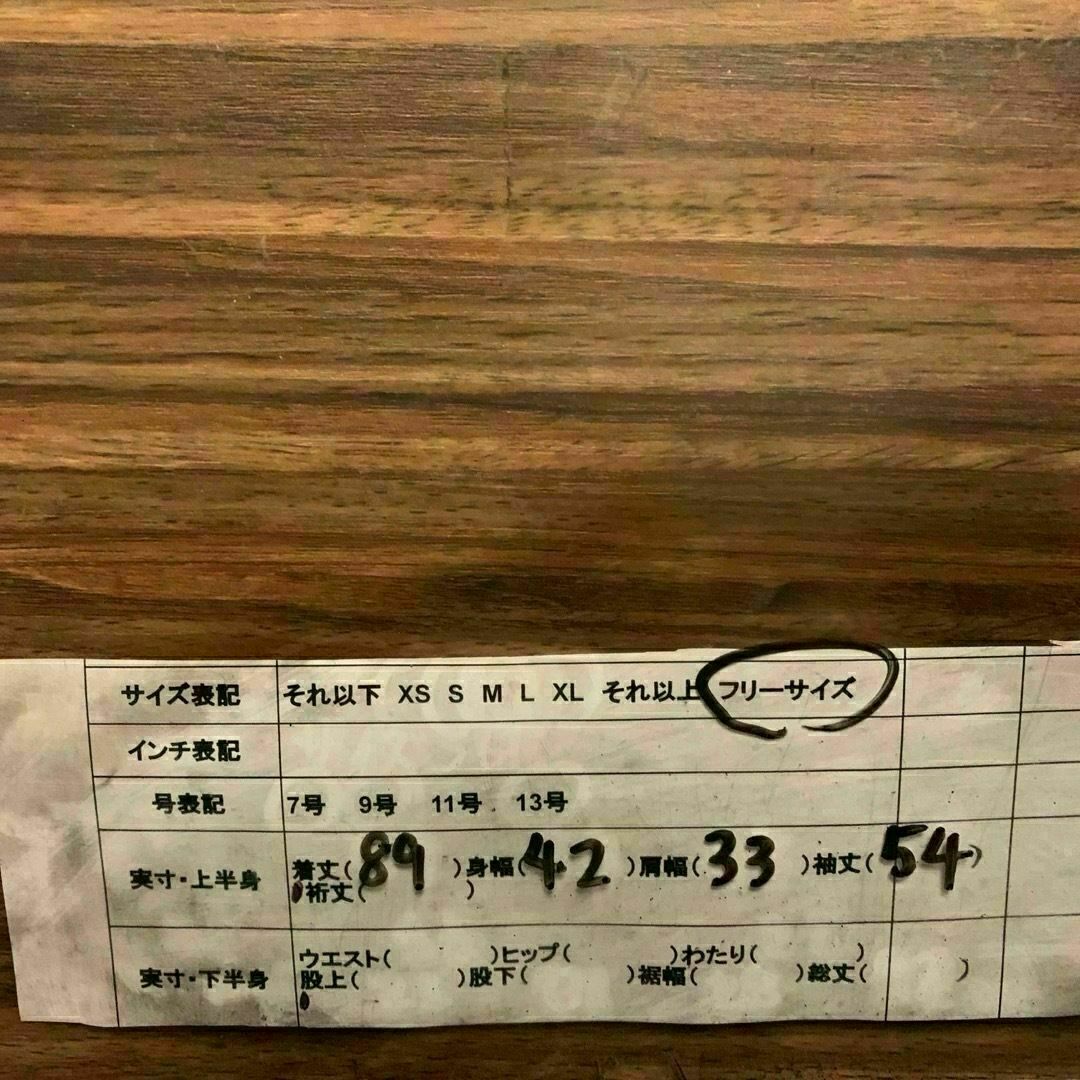 サイズ表記 それ以下 XS S M L XL それ以上 フリーサイズ
インチ表記
号表記 7号 9号 11号 13号
実寸・上半身 着丈(89)身幅(42)肩幅(33)袖丈(54)
裄丈( )
実寸・下半身 ウエスト( )ヒップ( )わたり( )
股上( )股下( )裾幅( )総丈( )